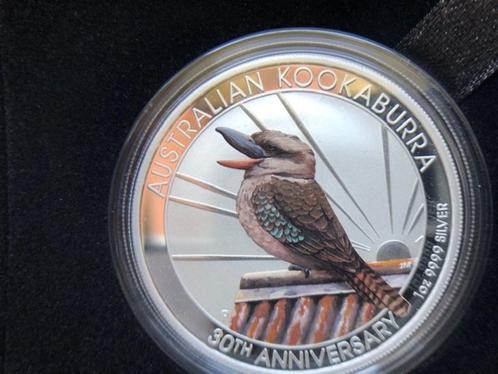 AUSTRALIAN KOOKABURRA
1oz 9999 SILVER
30TH ANNIVERSARY